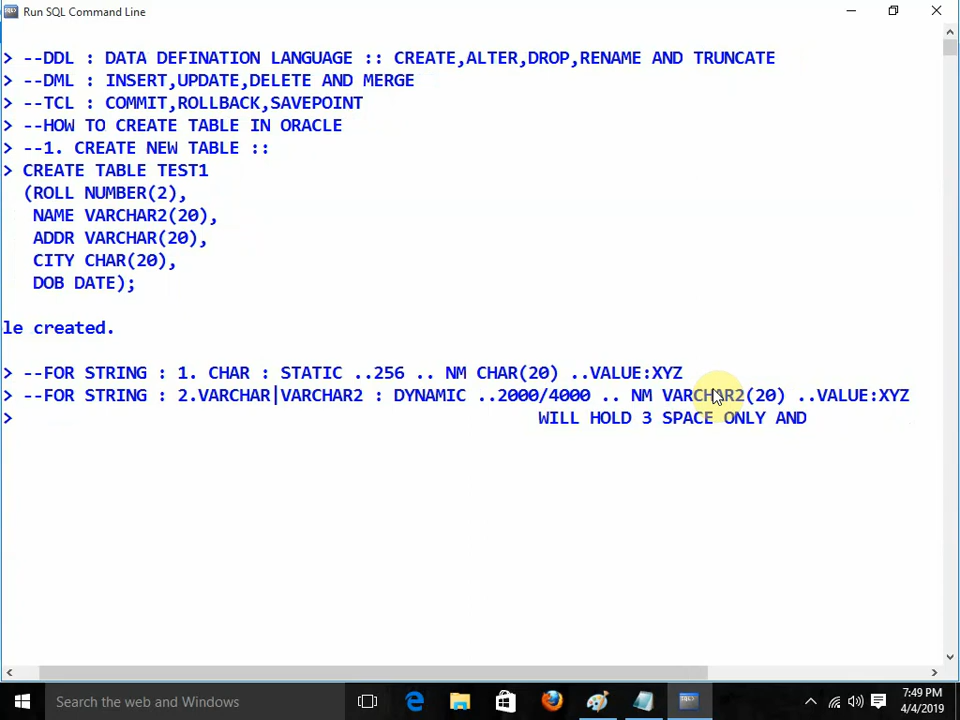 Run SQL Command Line
> --DDL : DATA DEFINATION LANGUAGE :: CREATE,ALTER,DROP,RENAME AND TRUNCATE
> --DML : INSERT,UPDATE,DELETE AND MERGE
> --TCL : COMMIT,ROLLBACK,SAVEPOINT
> --HOW TO CREATE TABLE IN ORACLE
> --1. CREATE NEW TABLE ::
> CREATE TABLE TEST1
(ROLL NUMBER(2),
NAME VARCHAR2(20),
ADDR VARCHAR(20),
CITY CHAR(20),
DOB DATE);
le created.
> --FOR STRING : 1. CHAR : STATIC ..256 .. NM CHAR(20) ..VALUE:XYZ
> --FOR STRING : 2.VARCHAR|VARCHAR2 : DYNAMIC ..2000/4000 .. NM VARCHAR2(20) ..VALUE:XYZ
> WILL HOLD 3 SPACE ONLY AND
Search the web and Windows
7:49 PM
4/4/2019